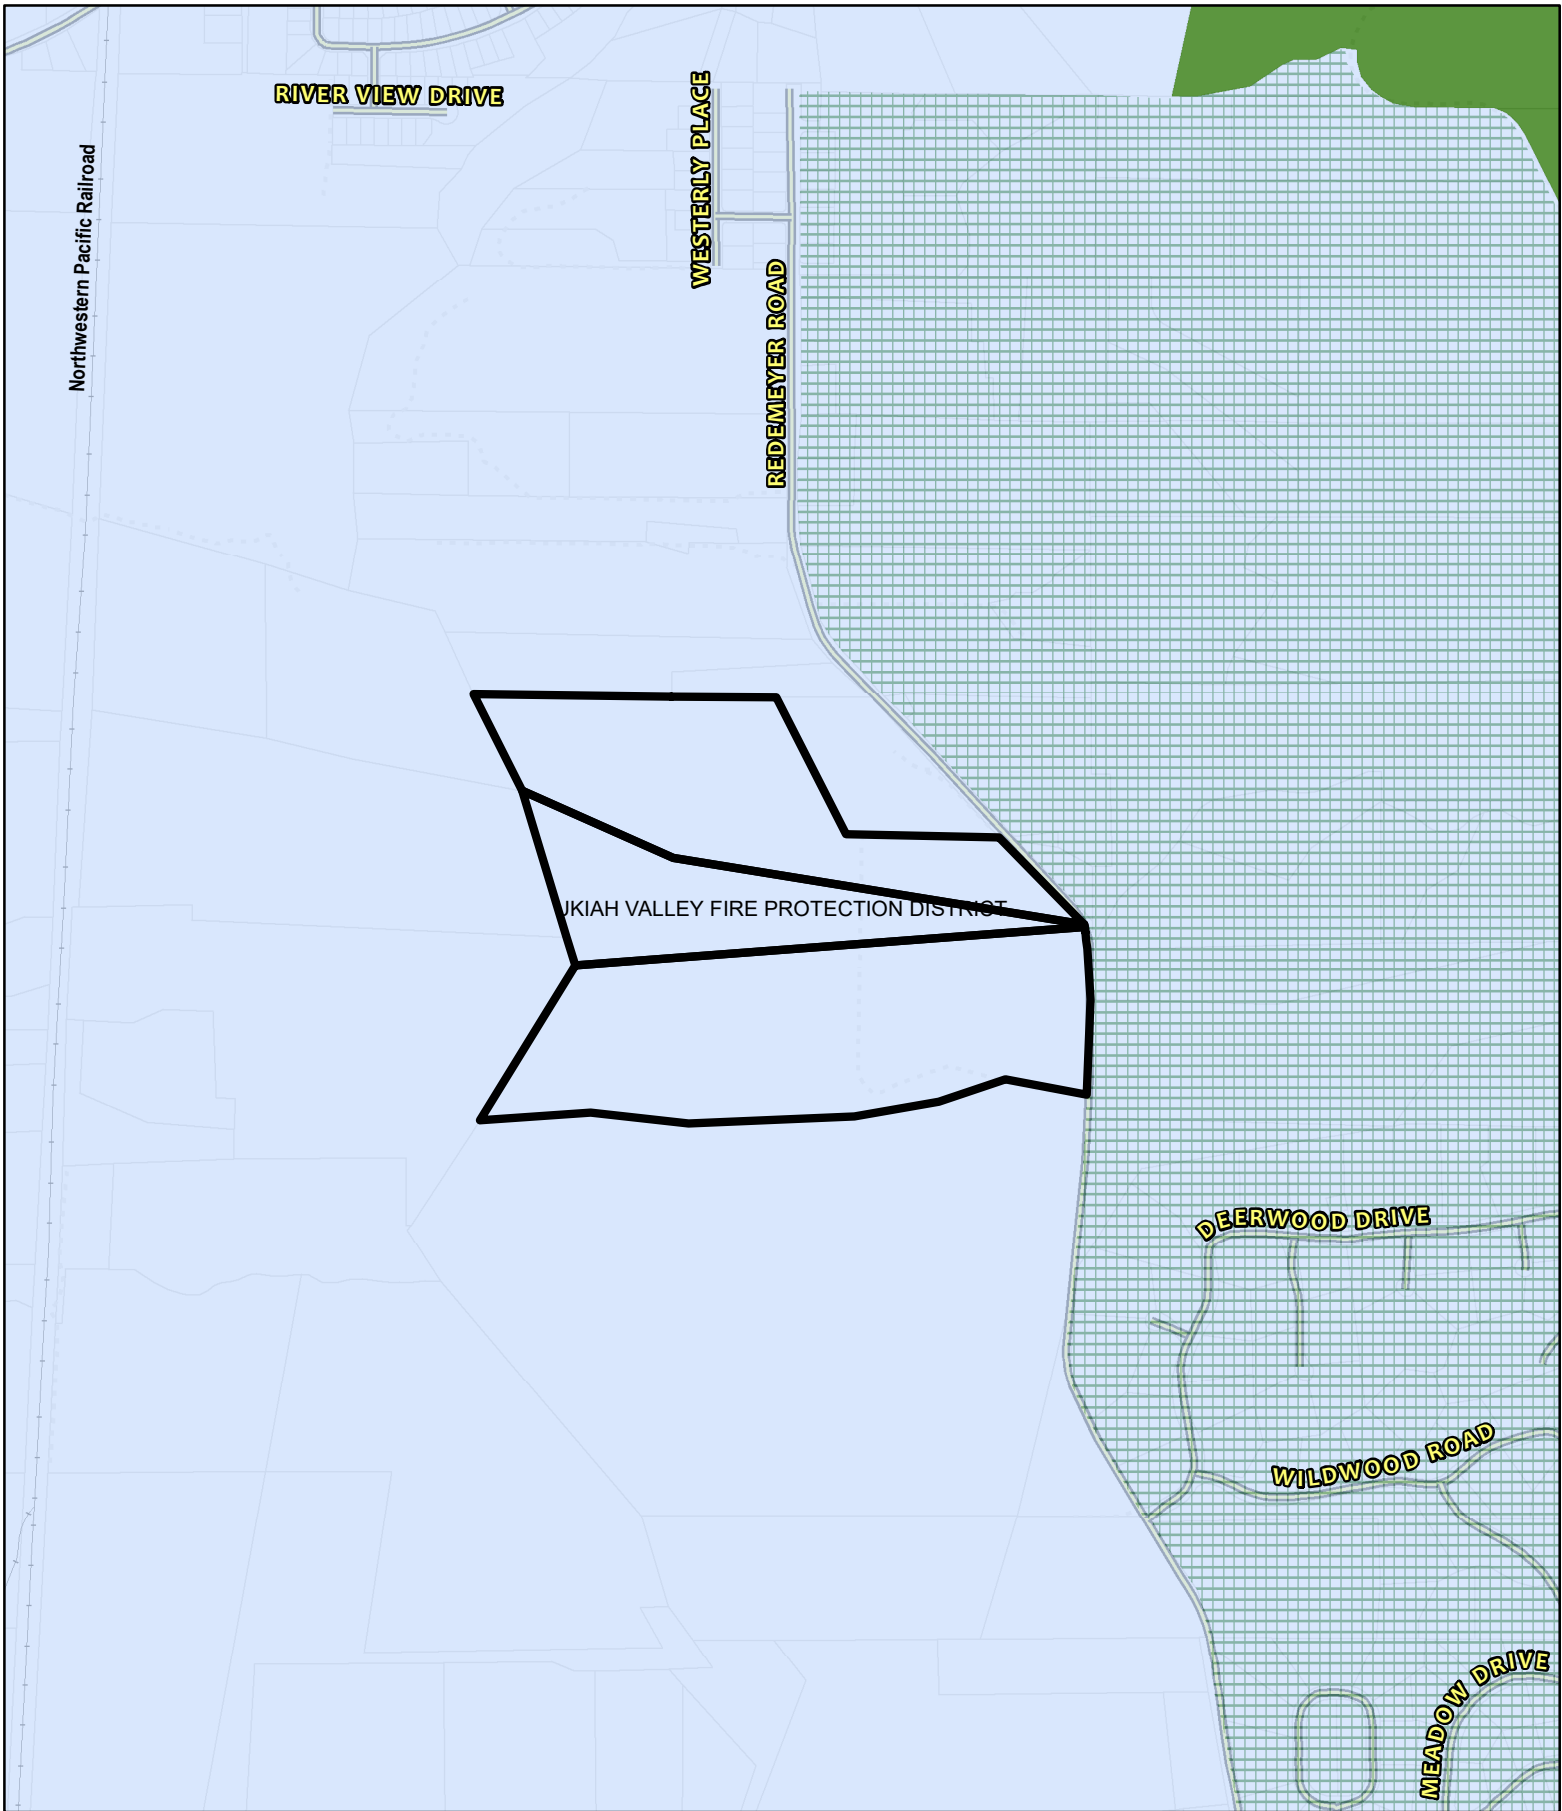 RIVER VIEW DRIVE
WESTERLY PLACE
Northwestern Pacific Railroad
REDEMEYER ROAD
UKIAH VALLEY FIRE PROTECTION DISTRICT
DEERWOOD DRIVE
WILDWOOD ROAD
MEADOW DRIVE